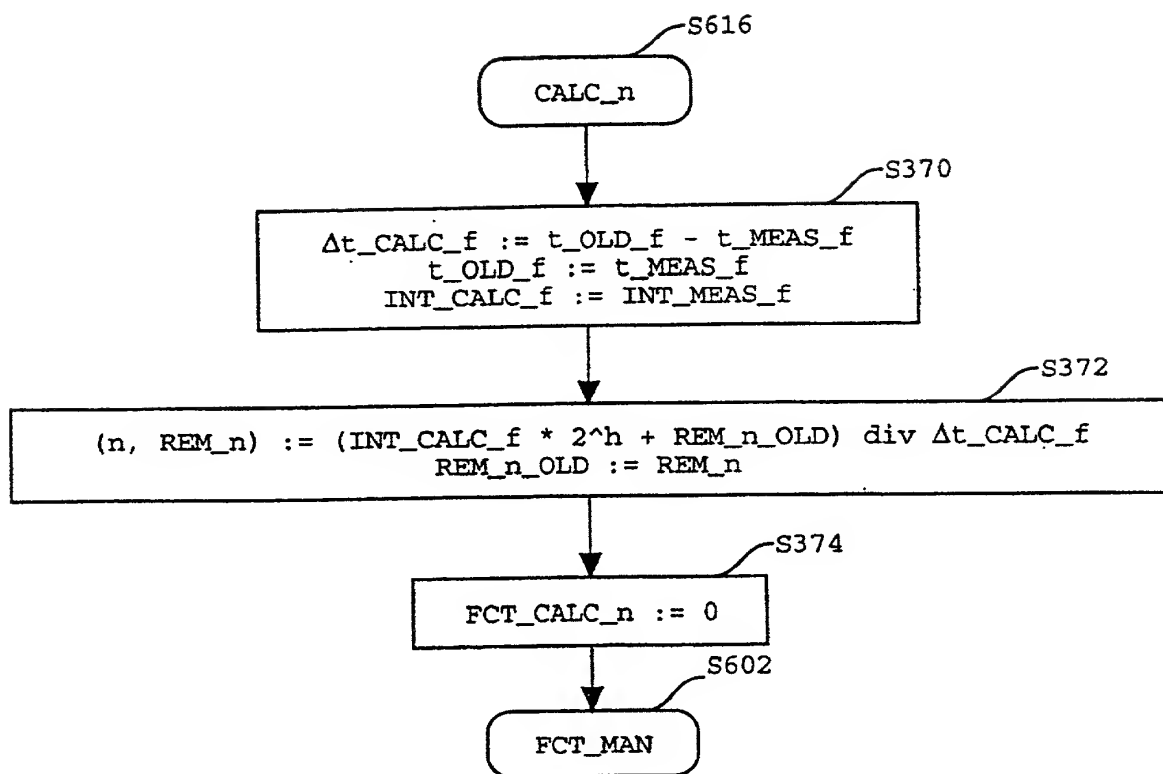 S616
CALC_n
S370
Δt_CALC_f := t_OLD_f - t_MEAS_f
t_OLD_f := t_MEAS_f
INT_CALC_f := INT_MEAS_f
S372
(n, REM_n) := (INT_CALC_f * 2^h + REM_n_OLD) div Δt_CALC_f
REM_n_OLD := REM_n
S374
FCT_CALC_n := 0
S602
FCT_MAN